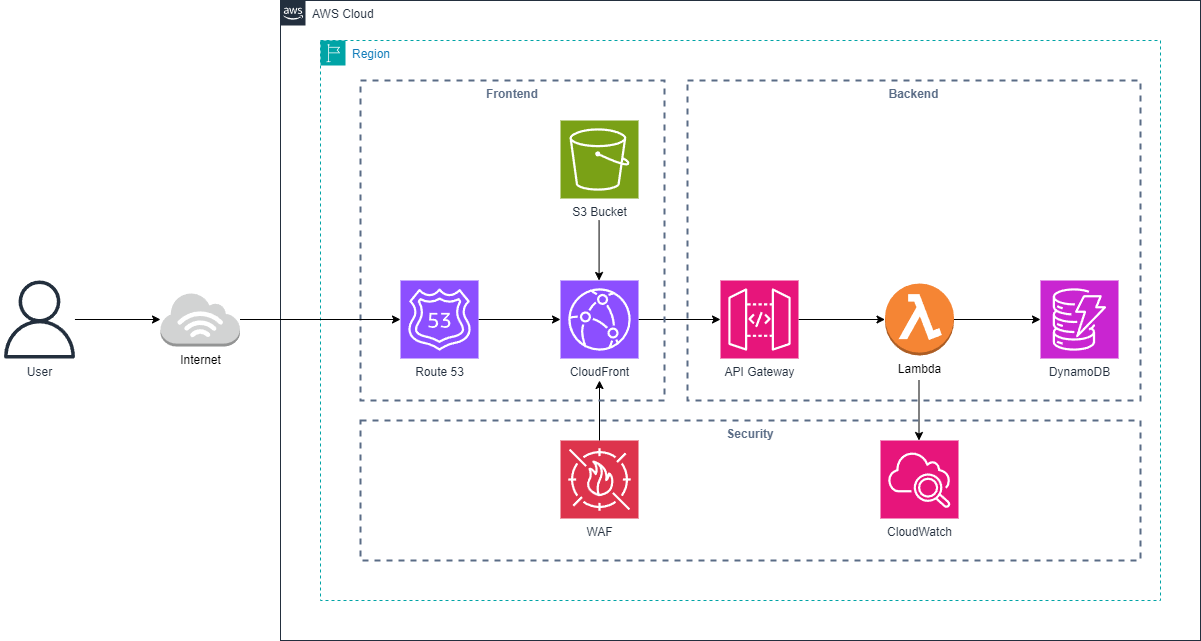 aws
AWS Cloud
Region
Frontend
Backend
S3 Bucket
53
</>
User
Internet
Route 53
CloudFront
API Gateway
Lambda
DynamoDB
Security
WAF
CloudWatch